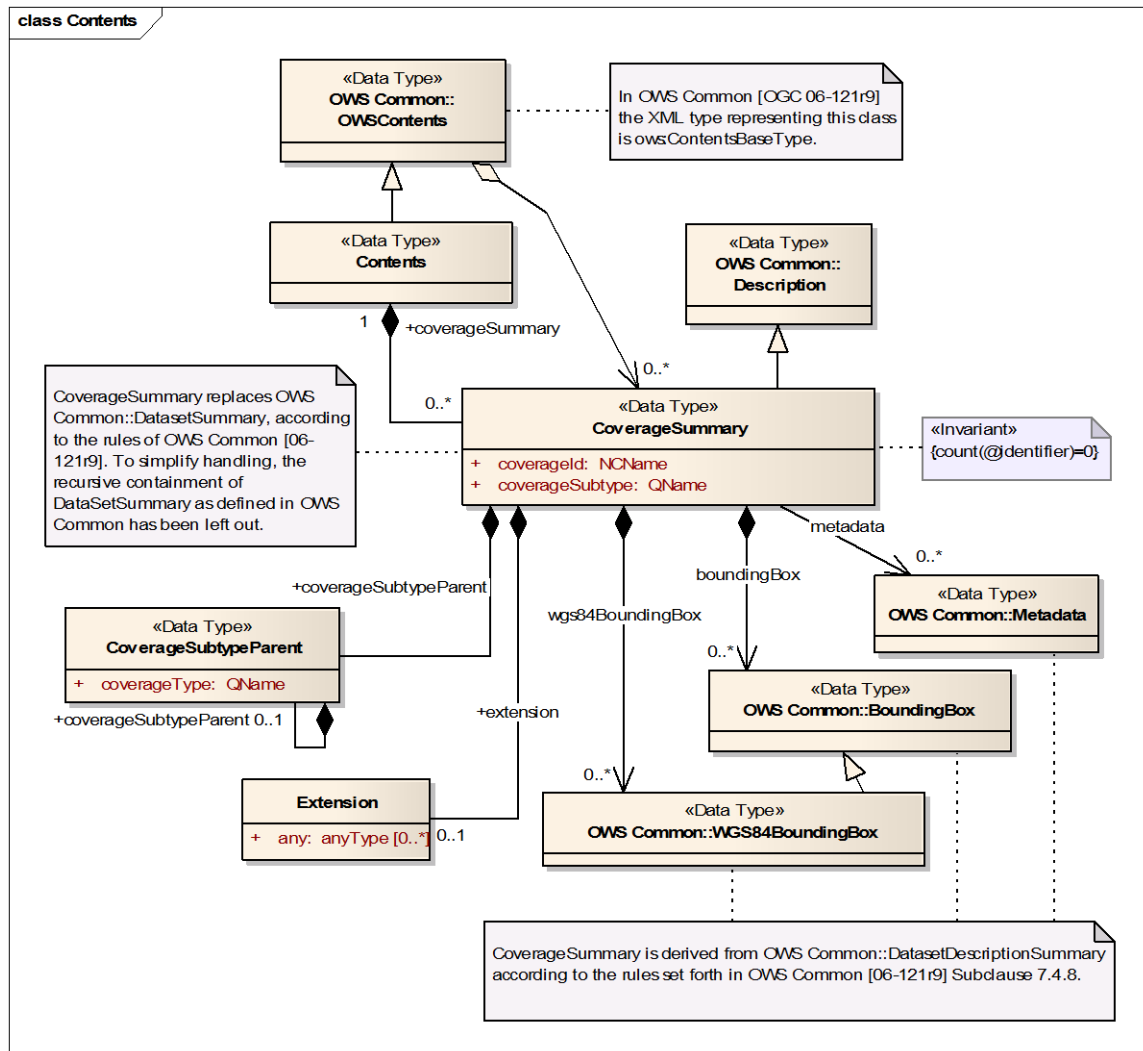 class Contents
«Data Type»
OWS Common::
OWSContents
In OWS Common [OGC 06-121r9]
the XML type representing this class
is ows:ContentsBaseType.
«Data Type»
Contents
«Data Type»
OWS Common::
Description
1
+coverageSummary
0..*
0..*
CoverageSummary replaces OWS
Common::DatasetSummary, according
to the rules of OWS Common [06-
121r9]. To simplify handling, the
recursive containment of
DataSetSummary as defined in OWS
Common has been left out.
«Data Type»
CoverageSummary
+ coverageId: NCName
+ coverageSubtype: QName
«Invariant»
{count(@identifier)=0}
metadata
0..*
boundingBox
+coverageSubtypeParent
wgs84BoundingBox
«Data Type»
OWS Common::Metadata
«Data Type»
CoverageSubtypeParent
+ coverageType: QName
+coverageSubtypeParent 0..1
0..*
«Data Type»
OWS Common::BoundingBox
+extension
0..*
Extension
+ any: anyType [0..*]
0..1
«Data Type»
OWS Common::WGS84BoundingBox
CoverageSummary is derived from OWS Common::DatasetDescriptionSummary
according to the rules set forth in OWS Common [06-121r9] Subclause 7.4.8.